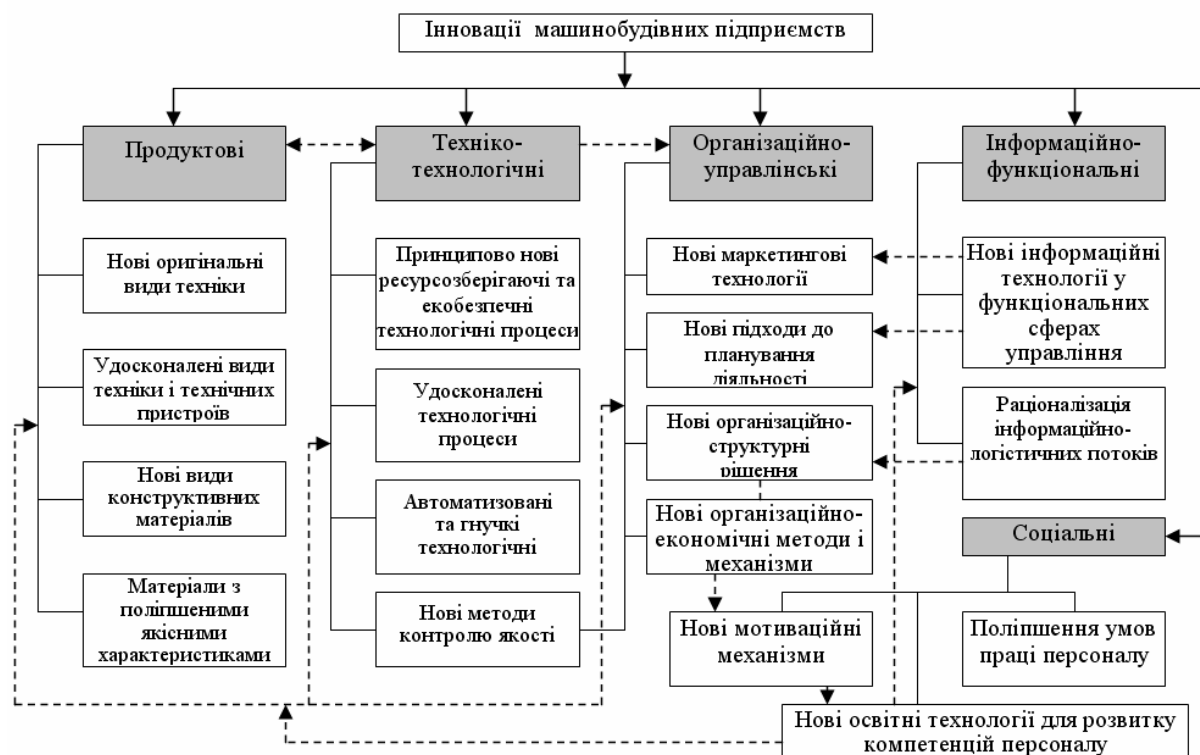 Інновації машинобудівних підприємств
Продуктові
Техніко-
технологічні
Організаційно-
управлінські
Інформаційно-
функціональні
Нові оригінальні
види техніки
Удосконалені види
техніки і технічних
пристроїв
Нові види
конструктивних
матеріалів
Матеріали з
поліпшеними
якісними
характеристиками
Принципово нові
ресурсозберігаючі та
екобезпечні
технологічні процеси
Удосконалені
технологічні
процеси
Автоматизовані
та гнучкі
технологічні
Нові методи
контролю якості
Нові маркетингові
технології
Нові підходи до
планування
діяльності
Нові організаційно-
структурні
рішення
Нові організаційно-
економічні методи і
механізми
Нові мотиваційні
механізми
Нові інформаційні
технології у
функціональних
сферах
управління
Раціоналізація
інформаційно-
логістичних потоків
Соціальні
Поліпшення умов
праці персоналу
Нові освітні технології для розвитку
компетенцій персоналу